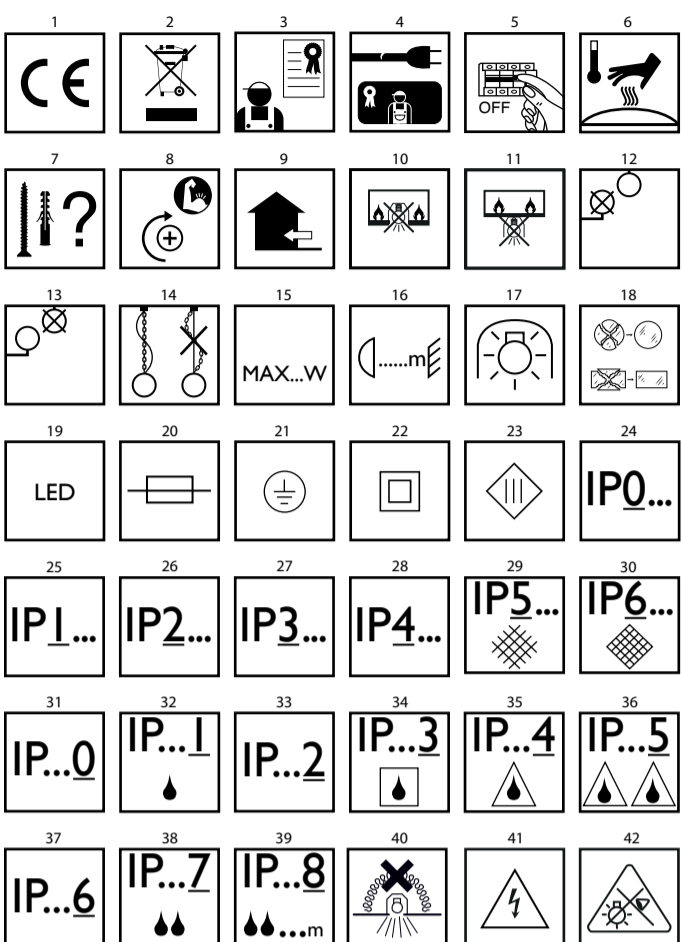 1 2 3 4 5 6
CE
OFF
7 8 9 10 11 12
?
13 14 15 16 17 18
MAX...W
......m
19 20 21 22 23 24
LED
IP0...
25 26 27 28 29 30
IP1... IP2... IP3... IP4... IP5... IP6...
31 32 33 34 35 36
IP...0 IP...1 IP...2 IP...3 IP...4 IP...5
37 38 39 40 41 42
IP...6 IP...7 IP...8
...m